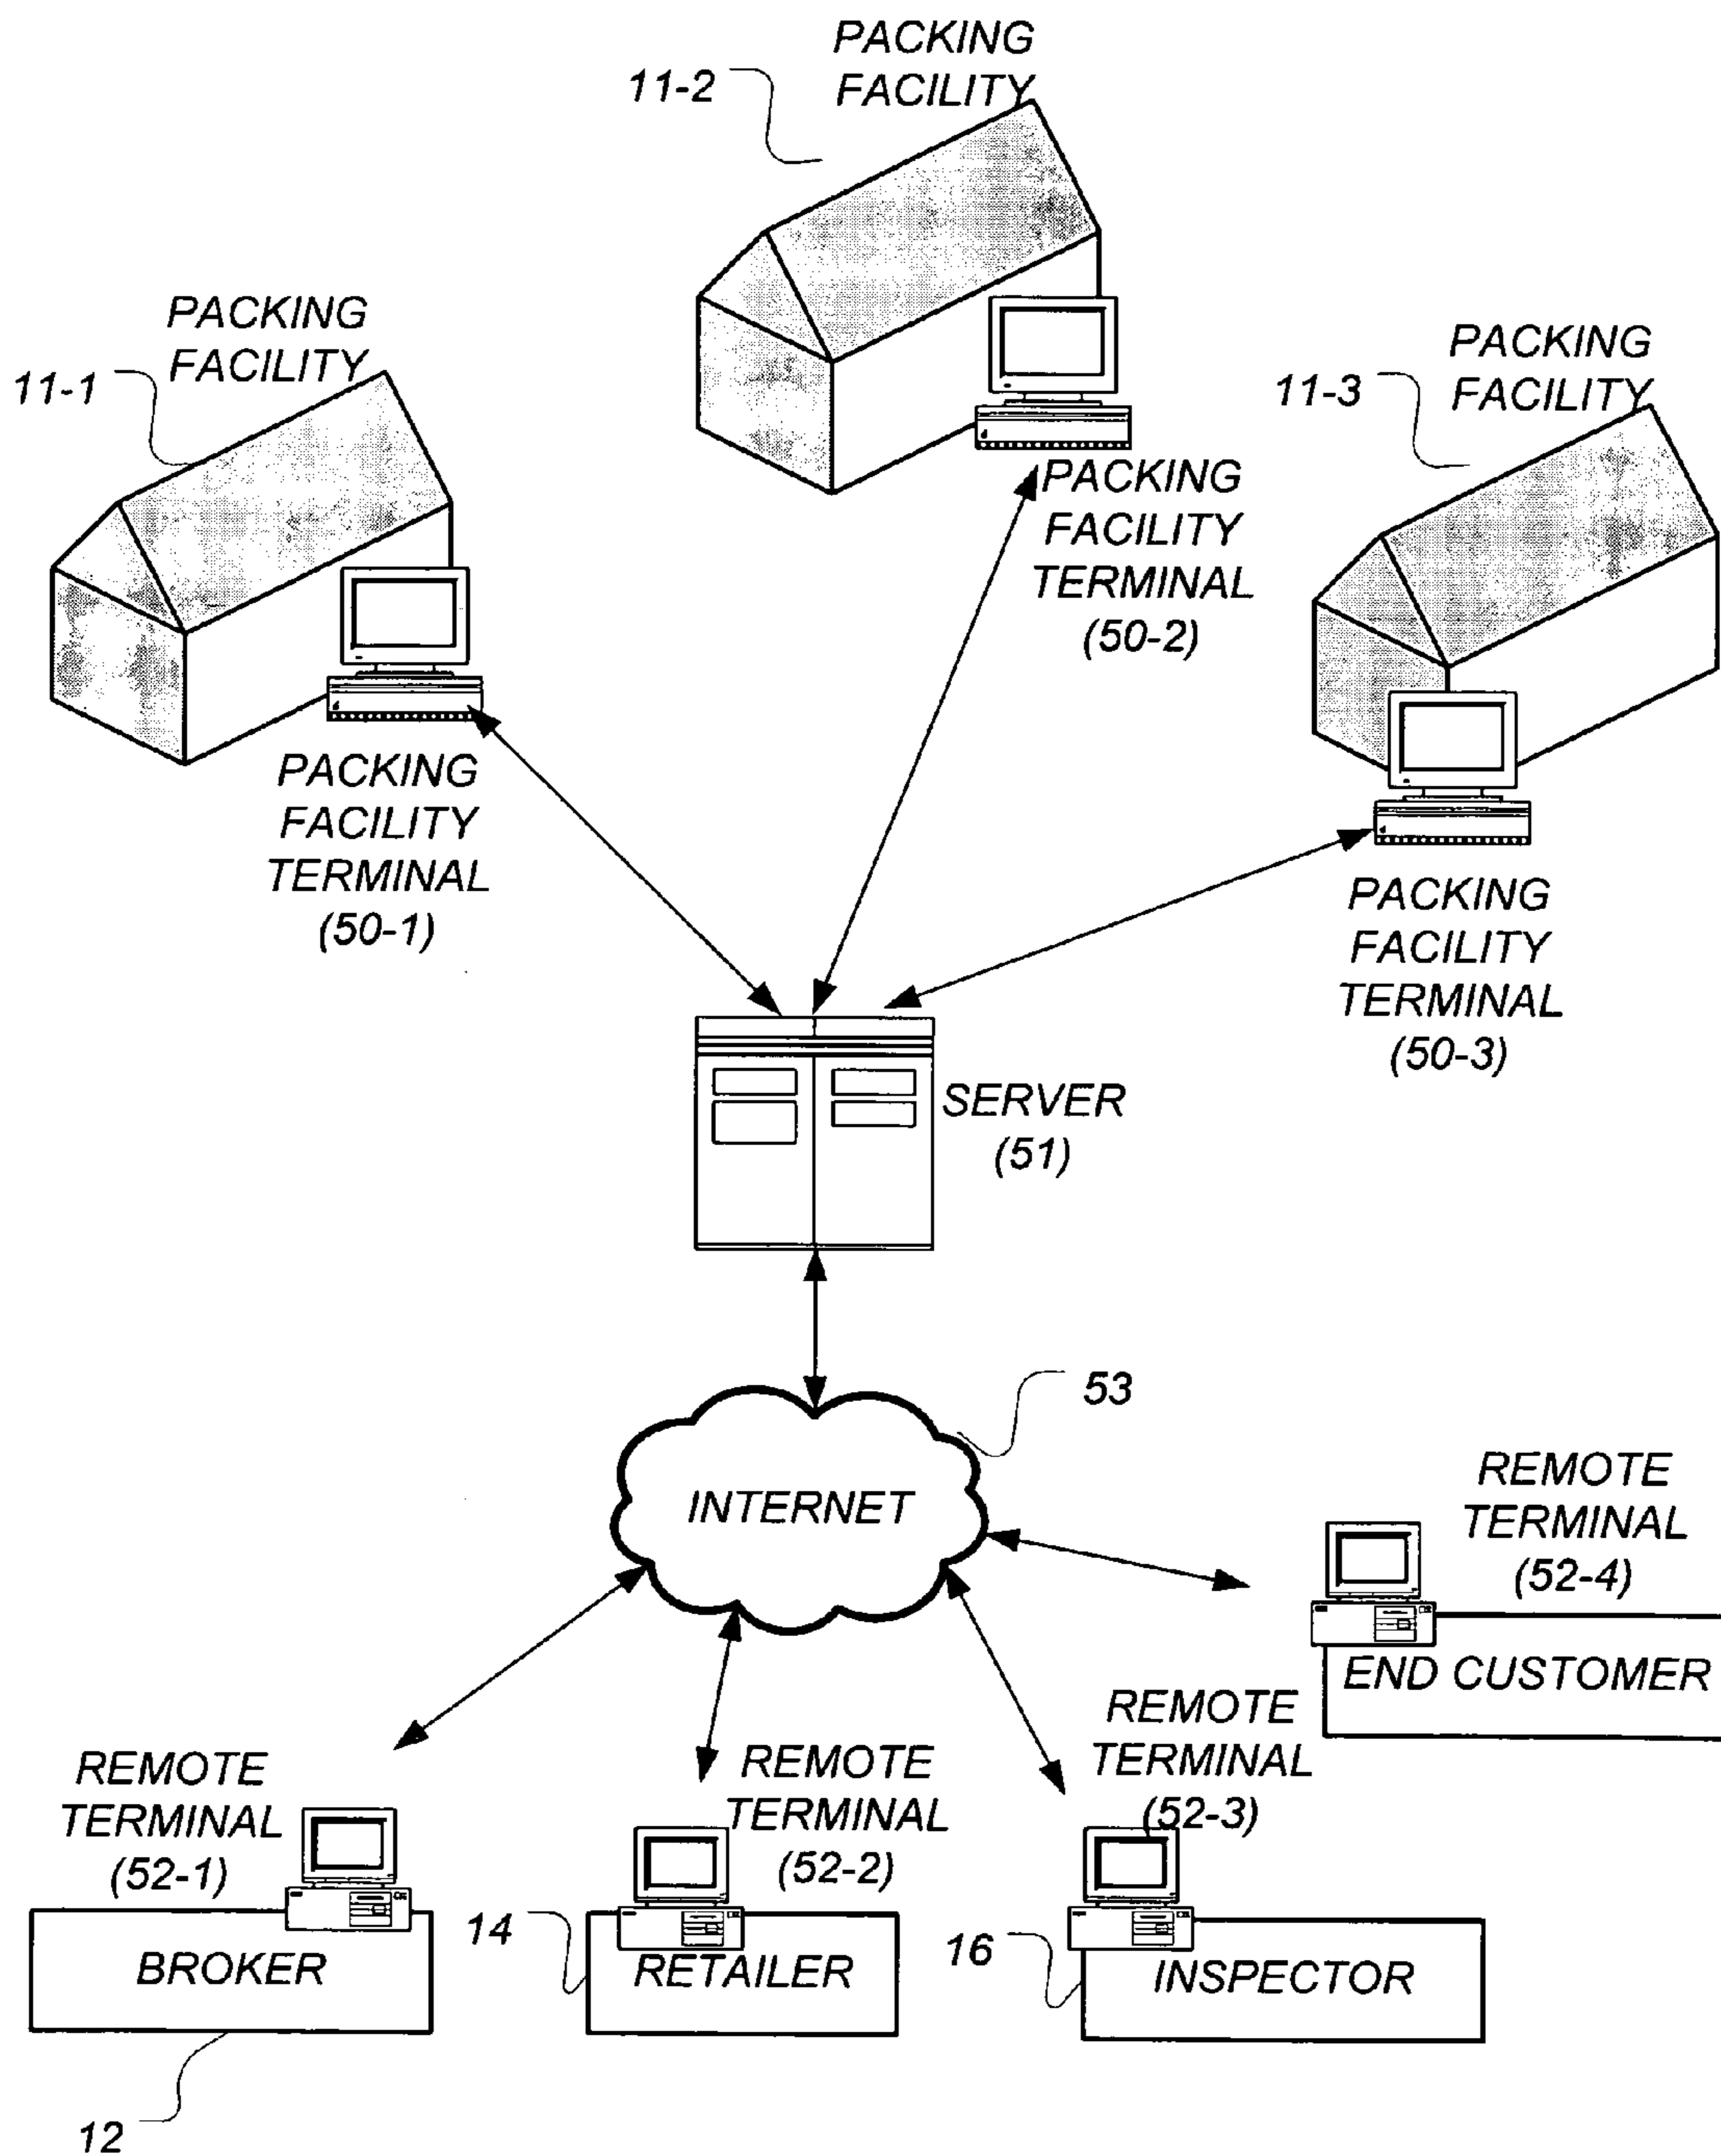 PACKING
FACILITY
11-2
PACKING
FACILITY
11-1
PACKING
FACILITY
11-3
PACKING
FACILITY
TERMINAL
(50-2)
PACKING
FACILITY
TERMINAL
(50-1)
PACKING
FACILITY
TERMINAL
(50-3)
SERVER
(51)
53
INTERNET
REMOTE
TERMINAL
(52-4)
END CUSTOMER
REMOTE
TERMINAL
(52-3)
REMOTE
TERMINAL
(52-1)
REMOTE
TERMINAL
(52-2)
14
16
BROKER
RETAILER
INSPECTOR
12